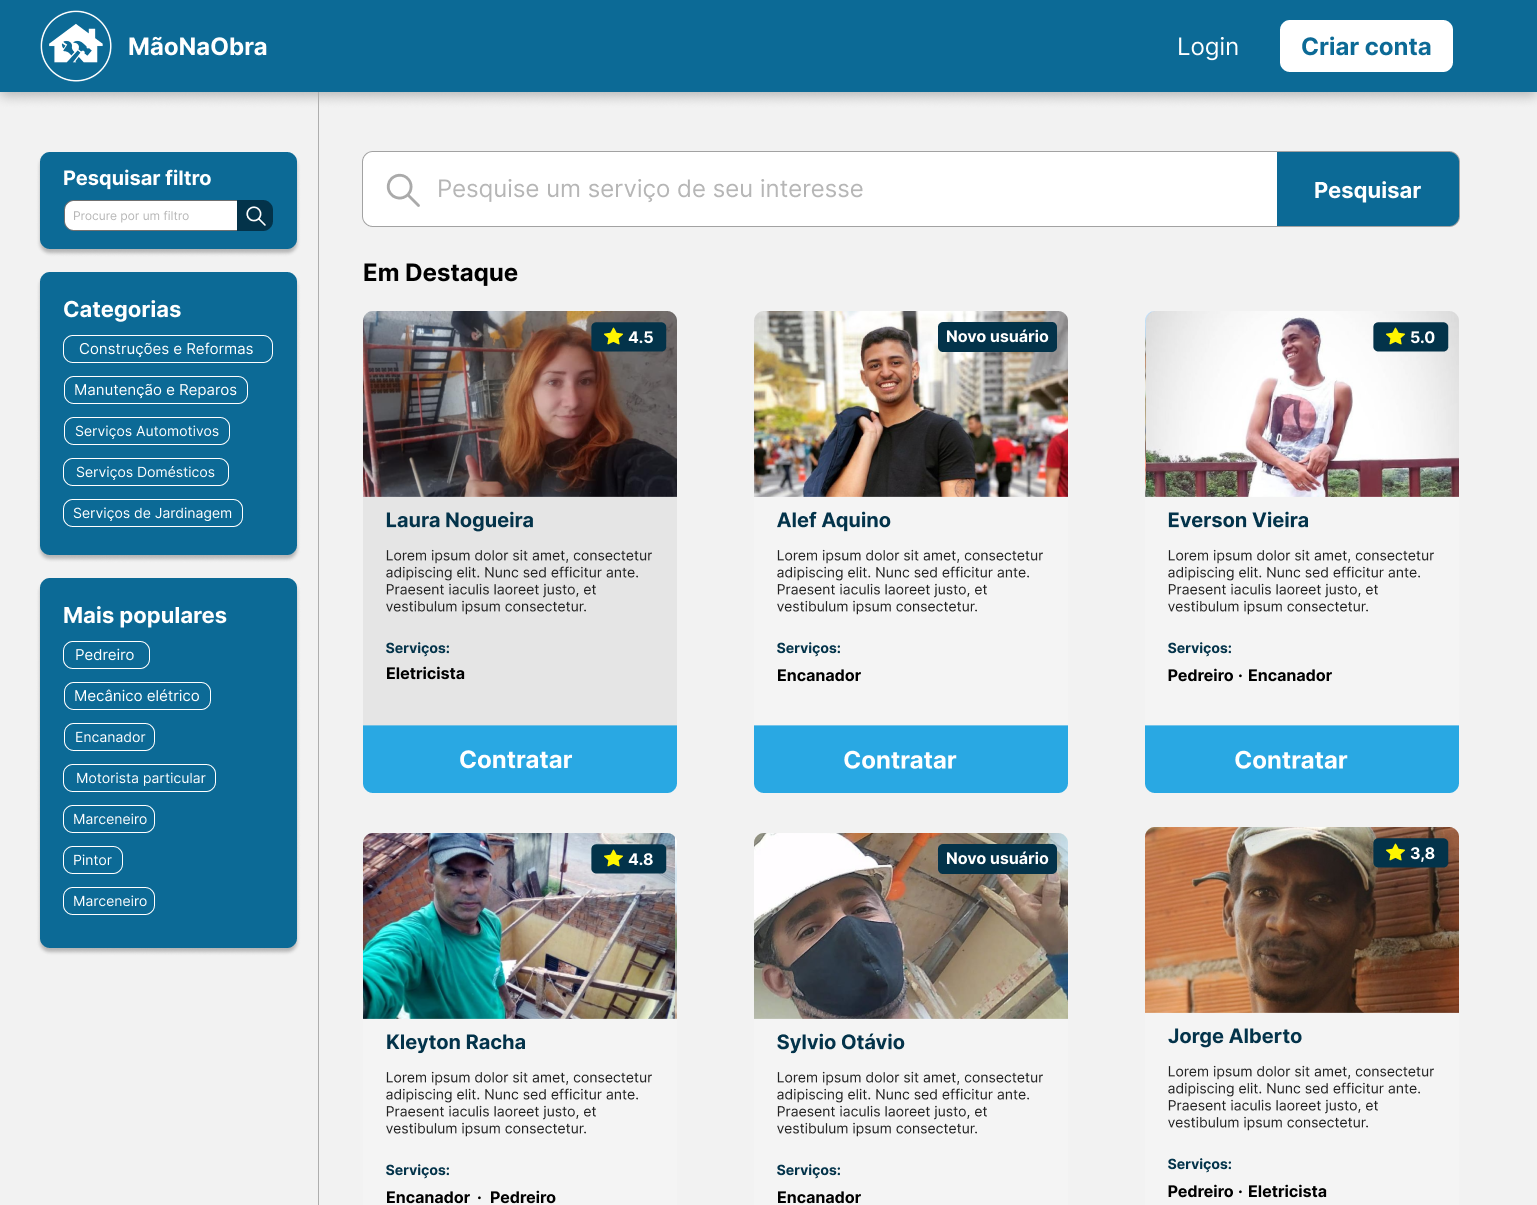 MãoNaObra
Login
Criar conta
Pesquisar filtro
Procure por um filtro
Categorias
Construções e Reformas
Manutenção e Reparos
Serviços Automotivos
Serviços Domésticos
Serviços de Jardinagem
Mais populares
Pedreiro
Mecânico elétrico
Encanador
Motorista particular
Marceneiro
Pintor
Marceneiro
Pesquise um serviço de seu interesse
Pesquisar
Em Destaque
4.5
Laura Nogueira
Lorem ipsum dolor sit amet, consectetur
adipiscing elit. Nunc sed efficitur ante.
Praesent iaculis laoreet justo, et
vestibulum ipsum consectetur.
Serviços:
Eletricista
Contratar
Novo usuário
Alef Aquino
Lorem ipsum dolor sit amet, consectetur
adipiscing elit. Nunc sed efficitur ante.
Praesent iaculis laoreet justo, et
vestibulum ipsum consectetur.
Serviços:
Encanador
Contratar
5.0
Everson Vieira
Lorem ipsum dolor sit amet, consectetur
adipiscing elit. Nunc sed efficitur ante.
Praesent iaculis laoreet justo, et
vestibulum ipsum consectetur.
Serviços:
Pedreiro · Encanador
Contratar
4.8
Kleyton Racha
Lorem ipsum dolor sit amet, consectetur
adipiscing elit. Nunc sed efficitur ante.
Praesent iaculis laoreet justo, et
vestibulum ipsum consectetur.
Serviços:
Encanador · Pedreiro
Novo usuário
Sylvio Otávio
Lorem ipsum dolor sit amet, consectetur
adipiscing elit. Nunc sed efficitur ante.
Praesent iaculis laoreet justo, et
vestibulum ipsum consectetur.
Serviços:
Encanador
3,8
Jorge Alberto
Lorem ipsum dolor sit amet, consectetur
adipiscing elit. Nunc sed efficitur ante.
Praesent iaculis laoreet justo, et
vestibulum ipsum consectetur.
Serviços:
Pedreiro · Eletricista